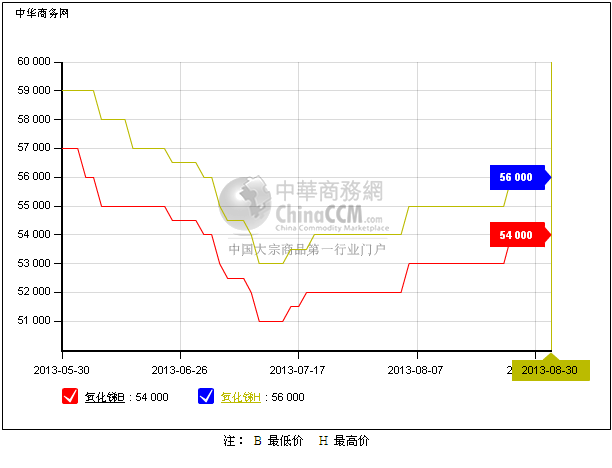 中华商务网
60 000
59 000
58 000
57 000
56 000
55 000
54 000
53 000
52 000
51 000
56 000
54 000
中華商務網
ChinaCCM.com
China Commodity Marketplace
中国大宗商品第一行业门户
2013-05-30 2013-06-26 2013-07-17 2013-08-07 2 2013-08-30
氧化锑B : 54 000 氧化锑H : 56 000
注： B 最低价 H 最高价